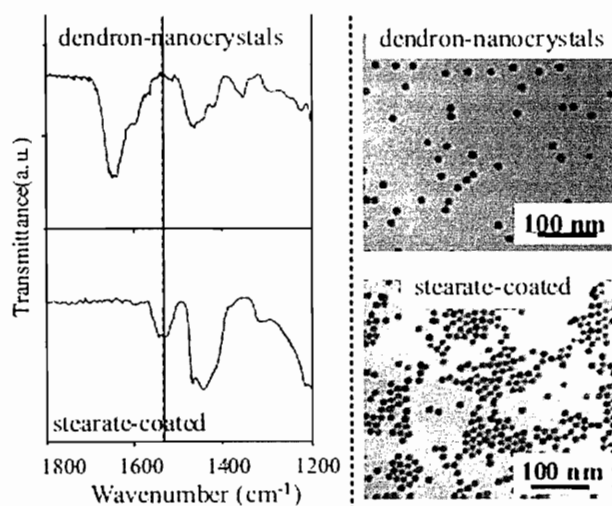 dendron-nanocrystals
Transmittance(a.u.)
stearate-coated
1800 1600 1400 1200
Wavenumber (cm⁻¹)
dendron-nanocrystals
100 nm
stearate-coated
100 nm